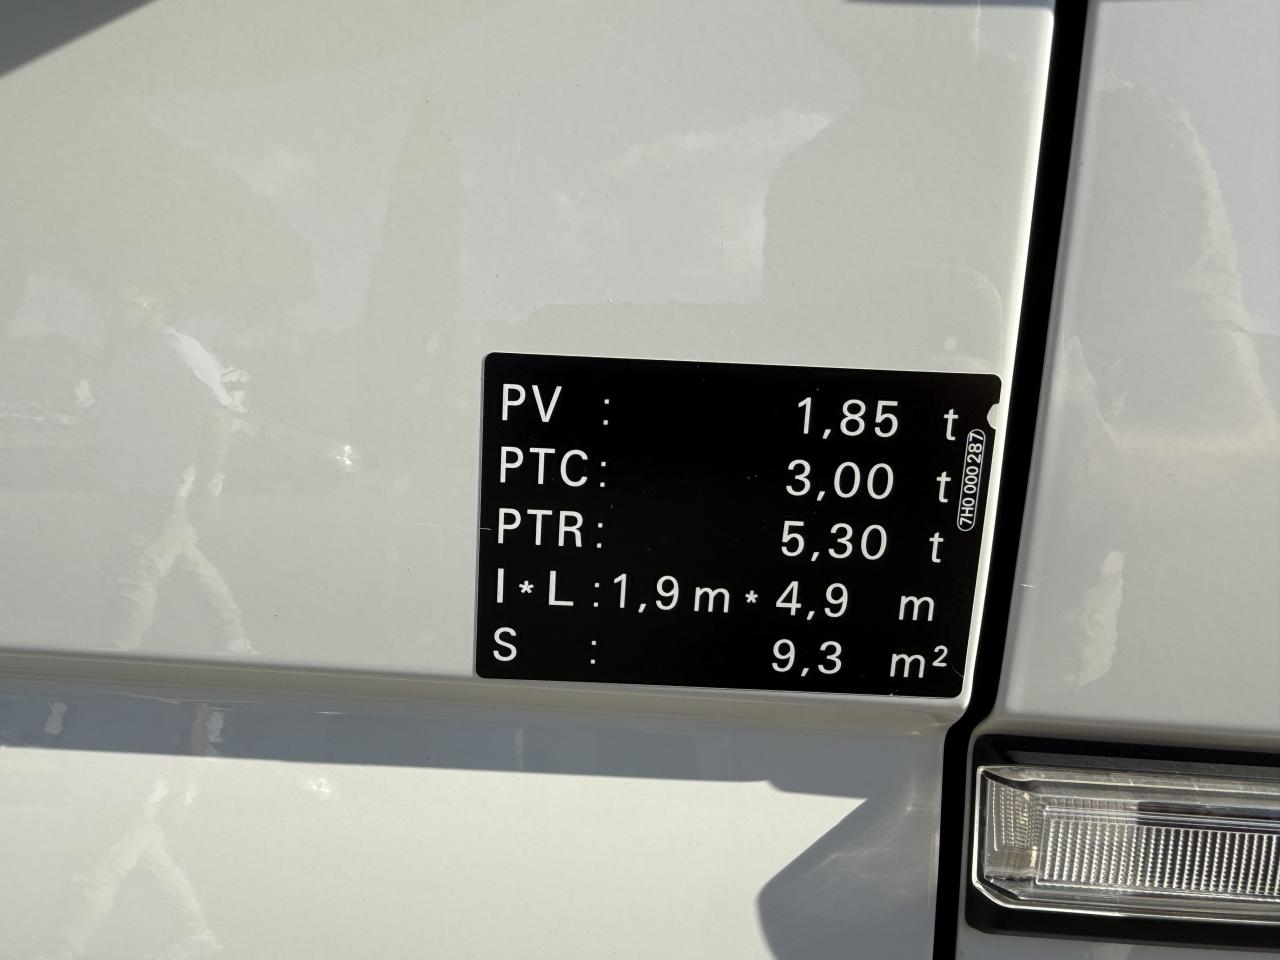 PV : 1,85 t
PTC : 3,00 t
PTR : 5,30 t
I * L : 1,9 m * 4,9 m
S : 9,3 m²
7H0 000 287